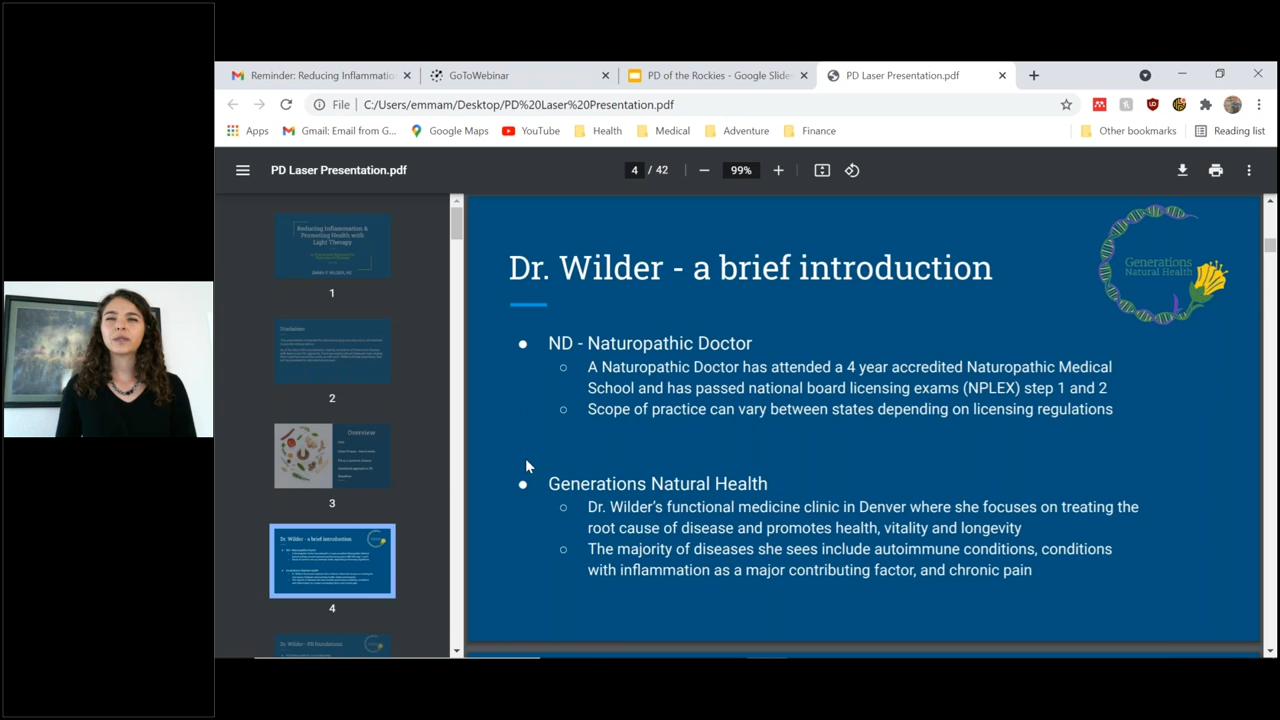 Reminder: Reducing Inflammatio
GoToWebinar
PD of the Rockies - Google Slide
PD Laser Presentation.pdf
File
C:/Users/emmam/Desktop/PD%20Laser%20Presentation.pdf
Apps
Gmail: Email from G...
Google Maps
YouTube
Health
Medical
Adventure
Finance
Other bookmarks
Reading list
PD Laser Presentation.pdf
4 / 42
99%
Reducing Inflammation &
Promoting Health with
Light Therapy
EMMA P. WILDER, ND
1
Disclaimer
2
Overview
3
Dr. Wilder - a brief introduction
4
Dr. Wilder - PD Foundations
Generations
Natural Health
Dr. Wilder - a brief introduction
● ND - Naturopathic Doctor
○ A Naturopathic Doctor has attended a 4 year accredited Naturopathic Medical
School and has passed national board licensing exams (NPLEX) step 1 and 2
○ Scope of practice can vary between states depending on licensing regulations
● Generations Natural Health
○ Dr. Wilder's functional medicine clinic in Denver where she focuses on treating the
root cause of disease and promotes health, vitality and longevity
○ The majority of disease process include autoimmune conditions, conditions
with inflammation as a major contributing factor, and chronic pain